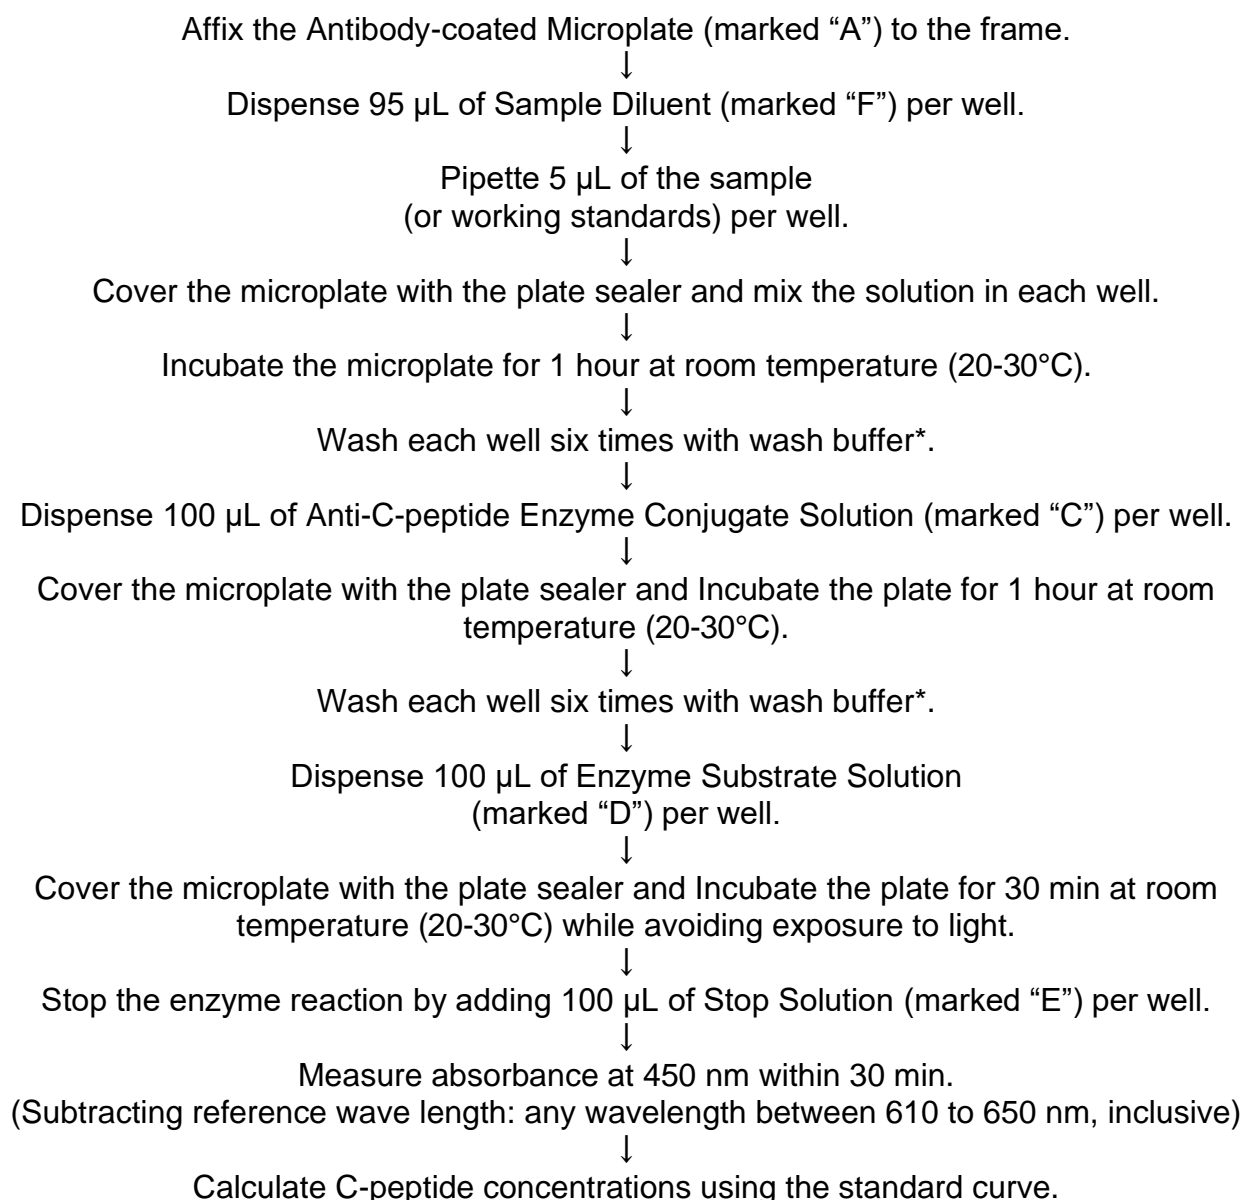 Affix the Antibody-coated Microplate (marked “A”) to the frame.
↓
Dispense 95 µL of Sample Diluent (marked “F”) per well.
↓
Pipette 5 µL of the sample
(or working standards) per well.
↓
Cover the microplate with the plate sealer and mix the solution in each well.
↓
Incubate the microplate for 1 hour at room temperature (20-30°C).
↓
Wash each well six times with wash buffer*.
↓
Dispense 100 µL of Anti-C-peptide Enzyme Conjugate Solution (marked “C”) per well.
↓
Cover the microplate with the plate sealer and Incubate the plate for 1 hour at room
temperature (20-30°C).
↓
Wash each well six times with wash buffer*.
↓
Dispense 100 µL of Enzyme Substrate Solution
(marked “D”) per well.
↓
Cover the microplate with the plate sealer and Incubate the plate for 30 min at room
temperature (20-30°C) while avoiding exposure to light.
↓
Stop the enzyme reaction by adding 100 µL of Stop Solution (marked “E”) per well.
↓
Measure absorbance at 450 nm within 30 min.
(Subtracting reference wave length: any wavelength between 610 to 650 nm, inclusive)
↓
Calculate C-peptide concentrations using the standard curve.